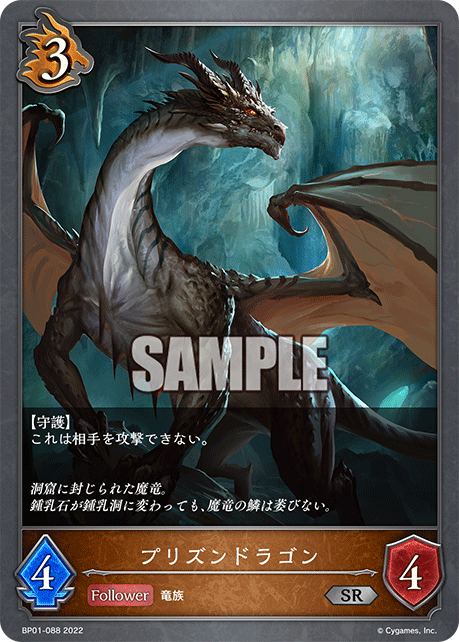 3
SAMPLE
【守護】
これは相手を攻撃できない。
洞窟に封じられた魔竜。
鍾乳石が鍾乳洞に変わっても、魔竜の鱗は萎びない。
プリズンドラゴン
4
Follower 竜族
SR
4
BP01-088 2022
© Cygames, Inc.